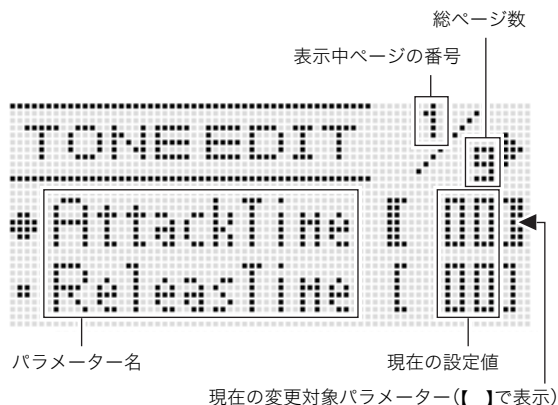 総ページ数
表示中ページの番号
TONE EDIT 1/9
AttackTime【00】
ReleasTime [00]
パラメーター名
現在の設定値
現在の変更対象パラメーター(【 】で表示)